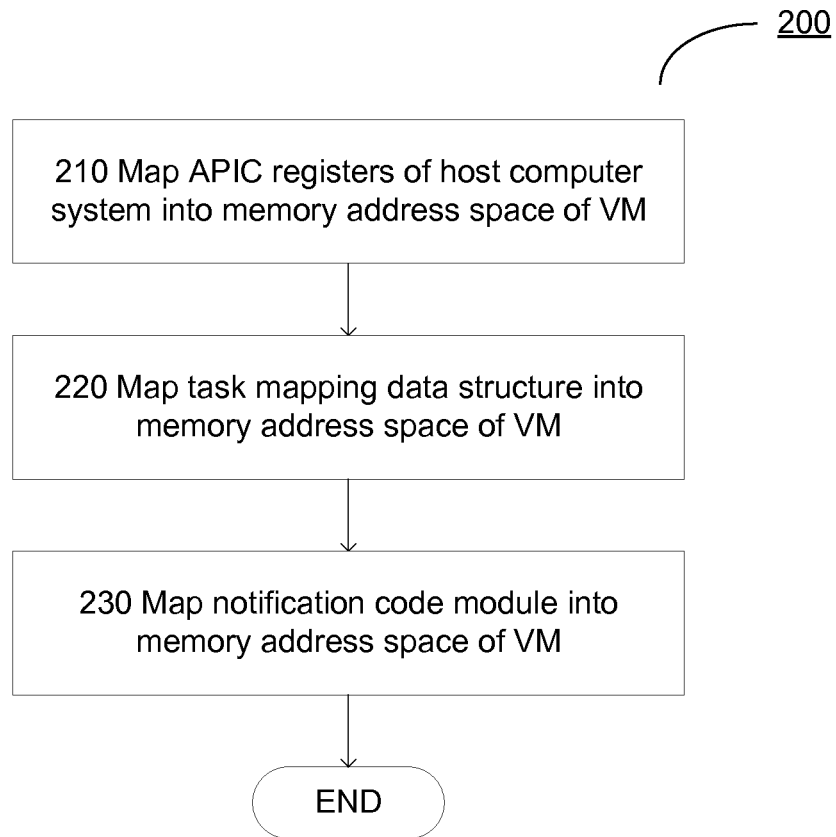 200
210 Map APIC registers of host computer
system into memory address space of VM
220 Map task mapping data structure into
memory address space of VM
230 Map notification code module into
memory address space of VM
END